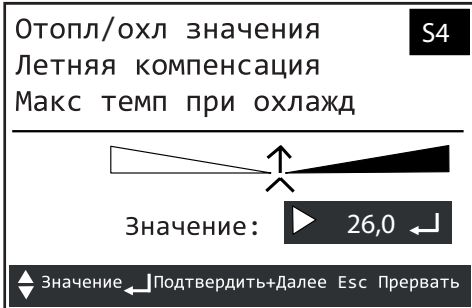 Отопл/охл значения S4
Летняя компенсация
Макс темп при охлажд
Значение: 26,0
Значение Подтвердить+Далее Esc Прервать